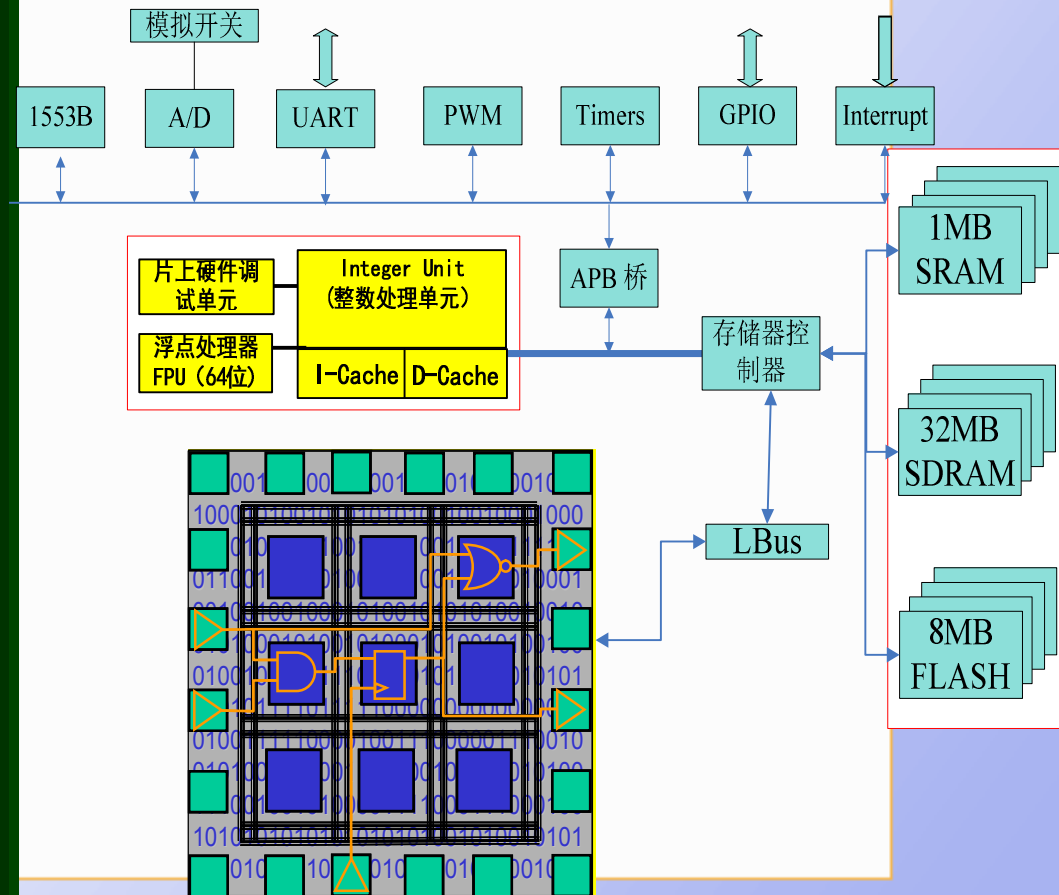 模拟开关
1553B
A/D
UART
PWM
Timers
GPIO
Interrupt
1MB
SRAM
片上硬件调
试单元
Integer Unit
(整数处理单元)
APB 桥
浮点处理器
FPU（64位)
I-Cache
D-Cache
存储器控
制器
32MB
SDRAM
LBus
8MB
FLASH